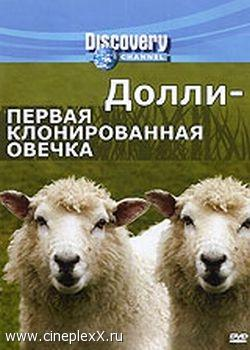 Discovery
CHANNEL
Долли-
ПЕРВАЯ
КЛОНИРОВАННАЯ
ОВЕЧКА
www.cineplexX.ru
DVD